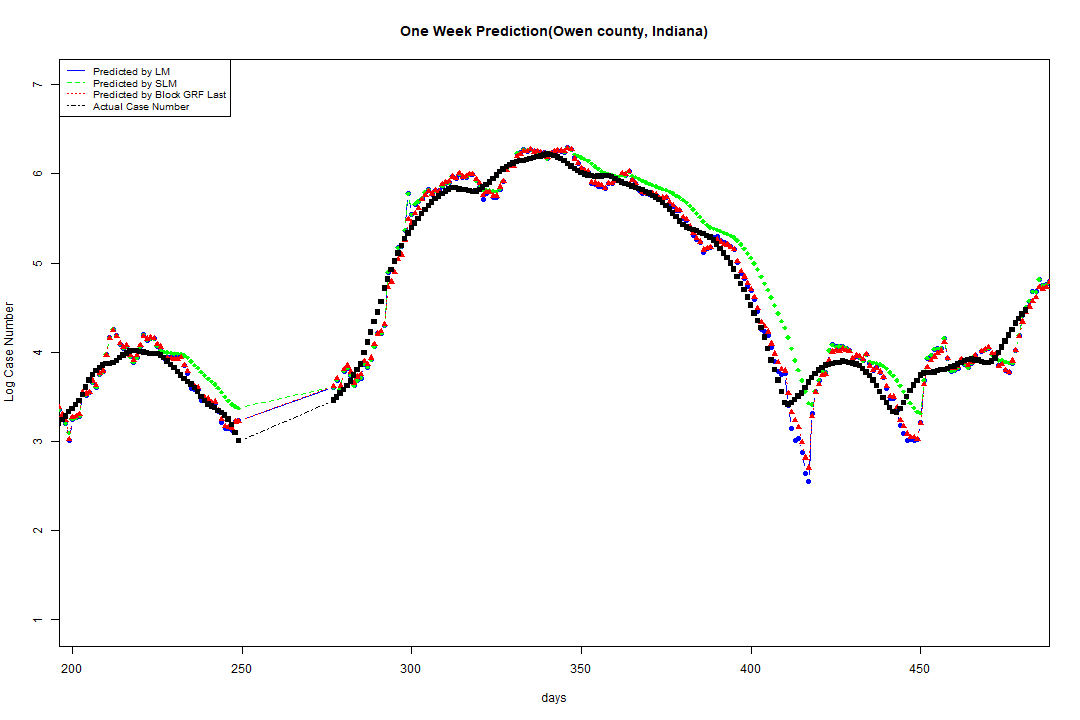 One Week Prediction(Owen county, Indiana)
Predicted by LM
Predicted by SLM
Predicted by Block GRF Last
Actual Case Number
7
6
5
4
3
2
1
Log Case Number
200 250 300 350 400 450
days